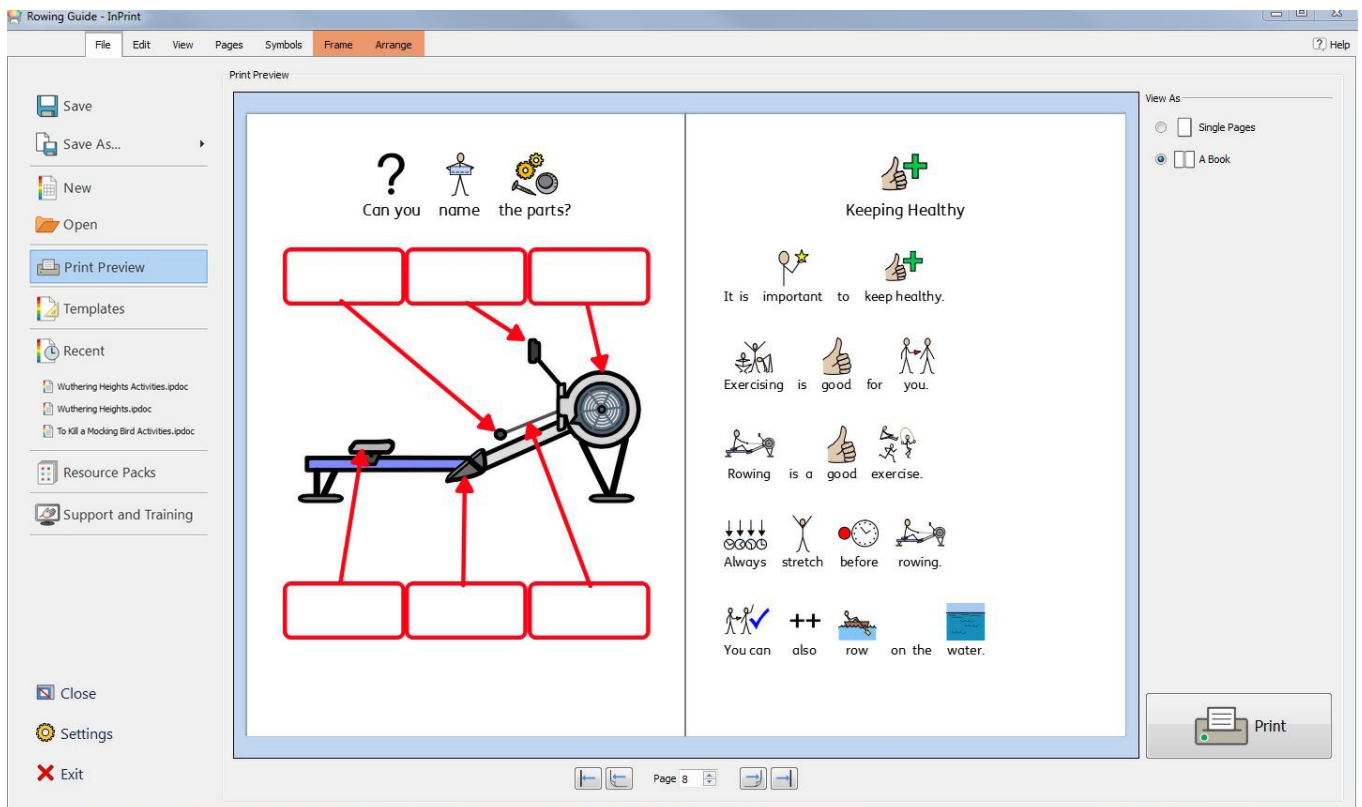 Rowing Guide - InPrint
File Edit View Pages Symbols Frame Arrange Help
Save
Save As...
New
Open
Print Preview
Templates
Recent
Wuthering Heights Activities.ipdoc
Wuthering Heights.ipdoc
To Kill a Mocking Bird Activities.ipdoc
Resource Packs
Support and Training
Close
Settings
Exit
Print Preview
? Can you name the parts?
Keeping Healthy
It is important to keep healthy.
Exercising is good for you.
Rowing is a good exercise.
Always stretch before rowing.
++
You can also row on the water.
Page 8
View As
Single Pages
A Book
Print